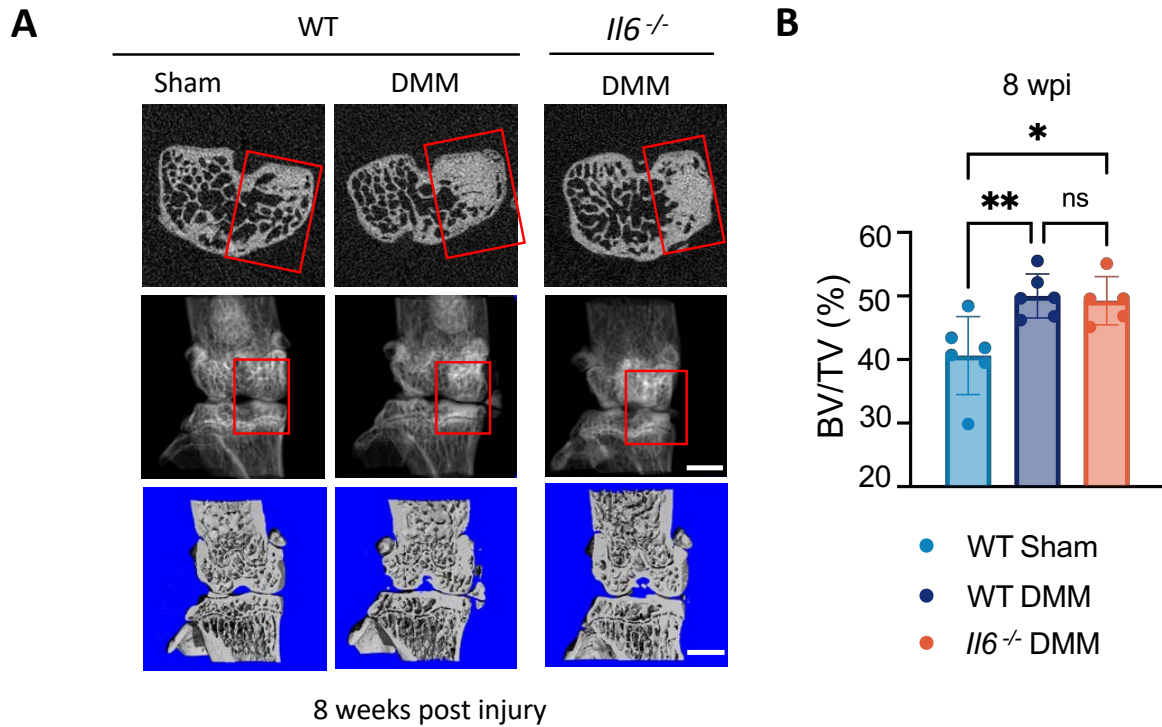 A
WT
Il6 -/-
Sham
DMM
DMM
8 weeks post injury
B
8 wpi
*
**
ns
BV/TV (%)
60
50
40
30
20
WT Sham
WT DMM
Il6 -/- DMM